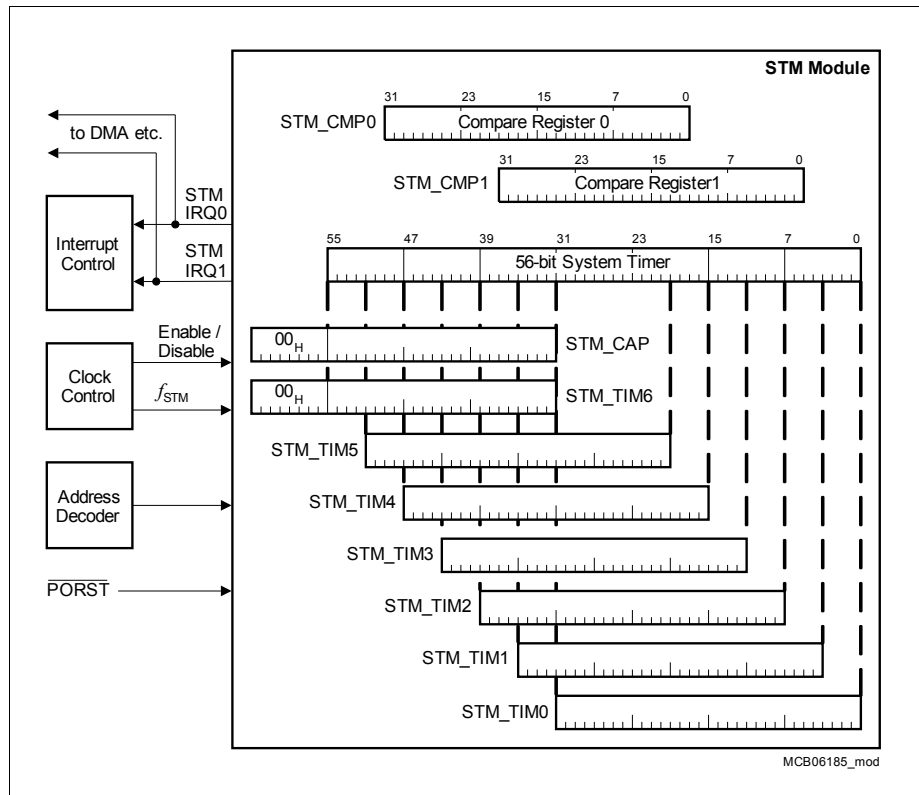 STM Module
31 23 15 7 0
STM_CMP0 Compare Register 0
to DMA etc.
31 23 15 7 0
STM_CMP1 Compare Register1
STM
IRQ0
Interrupt
Control
STM
IRQ1
55 47 39 31 23 15 7 0
56-bit System Timer
Enable /
Disable
00H STM_CAP
Clock
Control
fSTM
00H STM_TIM6
STM_TIM5
Address
Decoder
STM_TIM4
STM_TIM3
PORST
STM_TIM2
STM_TIM1
STM_TIM0
MCB06185_mod